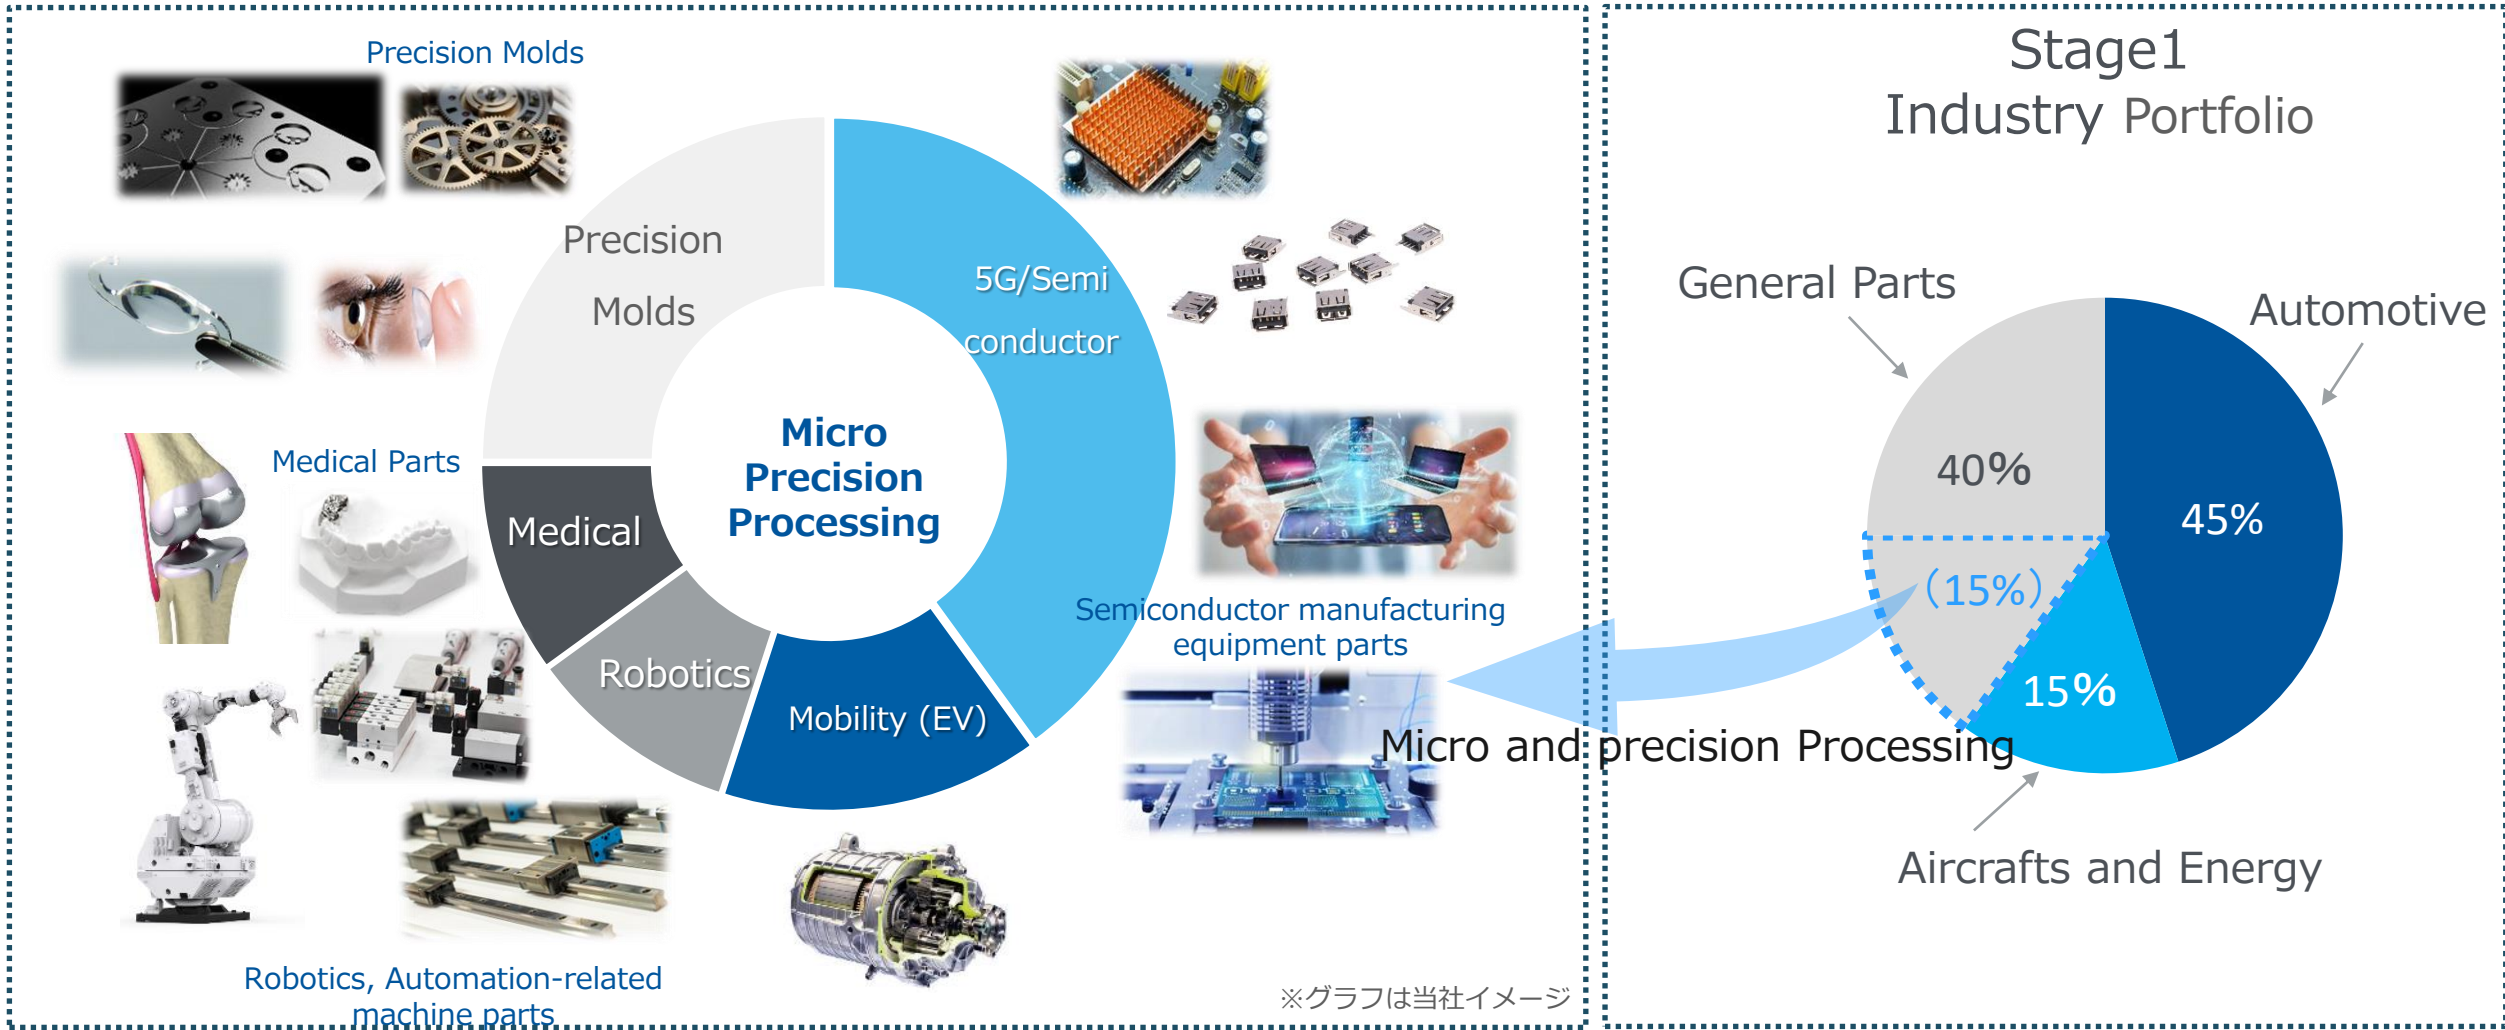 Precision Molds
Precision
Molds
5G/Semi
conductor
Micro
Precision
Processing
Medical Parts
Medical
Robotics
Mobility (EV)
Semiconductor manufacturing
equipment parts
Robotics, Automation-related
machine parts
※グラフは当社イメージ
Stage1
Industry Portfolio
General Parts
Automotive
40%
45%
（15%）
15%
Micro and precision Processing
Aircrafts and Energy